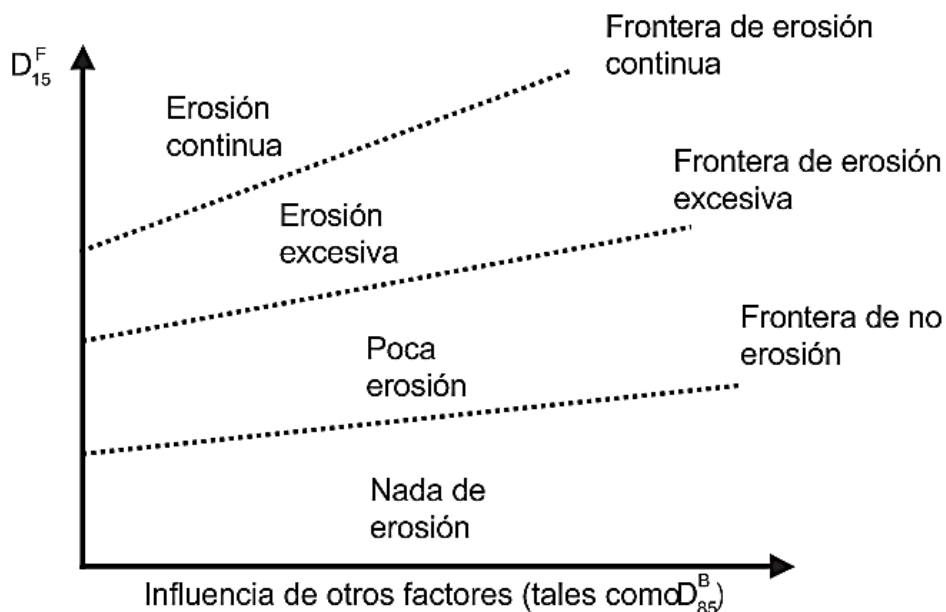 Frontera de erosión
continua
D₁₅ᶠ
Erosión
continua
Frontera de erosión
excesiva
Erosión
excesiva
Frontera de no
erosión
Poca
erosión
Nada de
erosión
Influencia de otros factores (tales como D₈₅ᴮ)